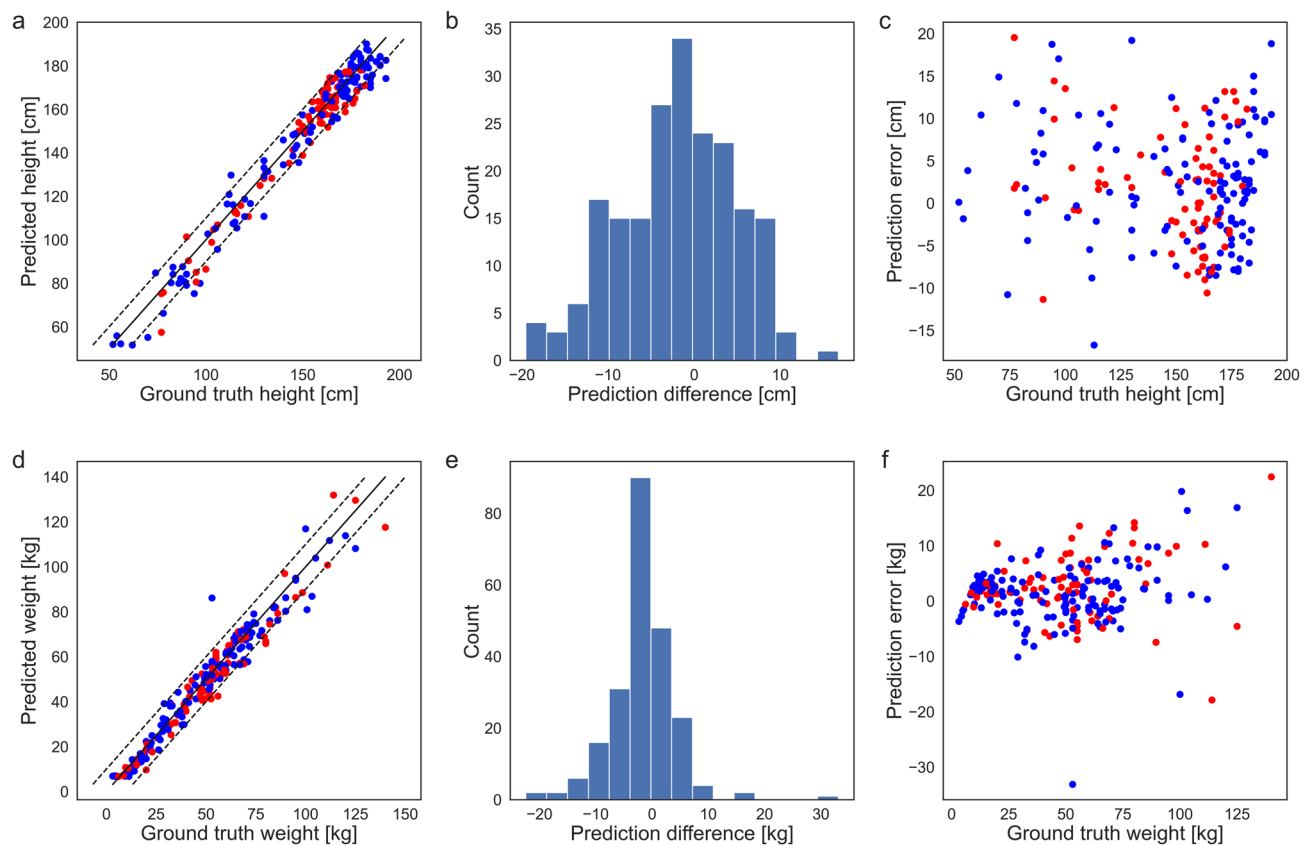 a
200
180
160
140
120
100
80
60
Predicted height [cm]
50 100 150 200
Ground truth height [cm]
b
35
30
25
20
15
10
5
0
Count
−20 −10 0 10
Prediction difference [cm]
c
20
15
10
5
0
−5
−10
−15
Prediction error [cm]
50 75 100 125 150 175 200
Ground truth height [cm]
d
140
120
100
80
60
40
20
0
Predicted weight [kg]
0 25 50 75 100 125 150
Ground truth weight [kg]
e
80
60
40
20
0
Count
−20 −10 0 10 20 30
Prediction difference [kg]
f
20
10
0
−10
−20
−30
Prediction error [kg]
0 25 50 75 100 125
Ground truth weight [kg]